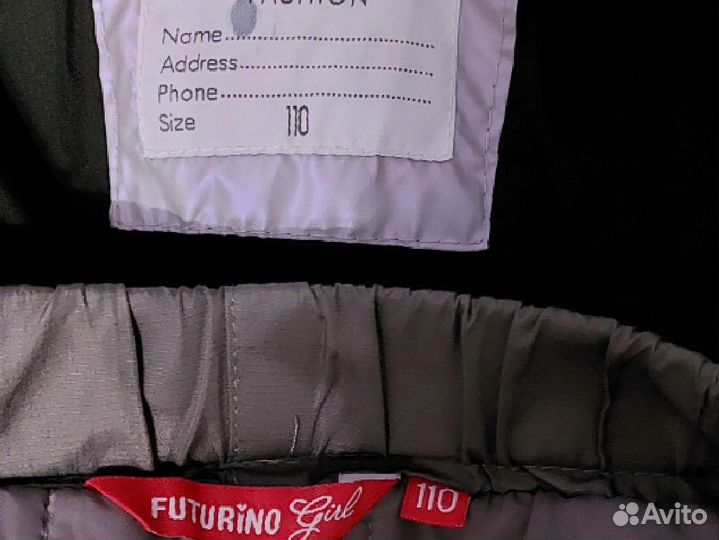 FASHION
Name
Address
Phone
Size 110
FUTURiNO Girl 110
Avito